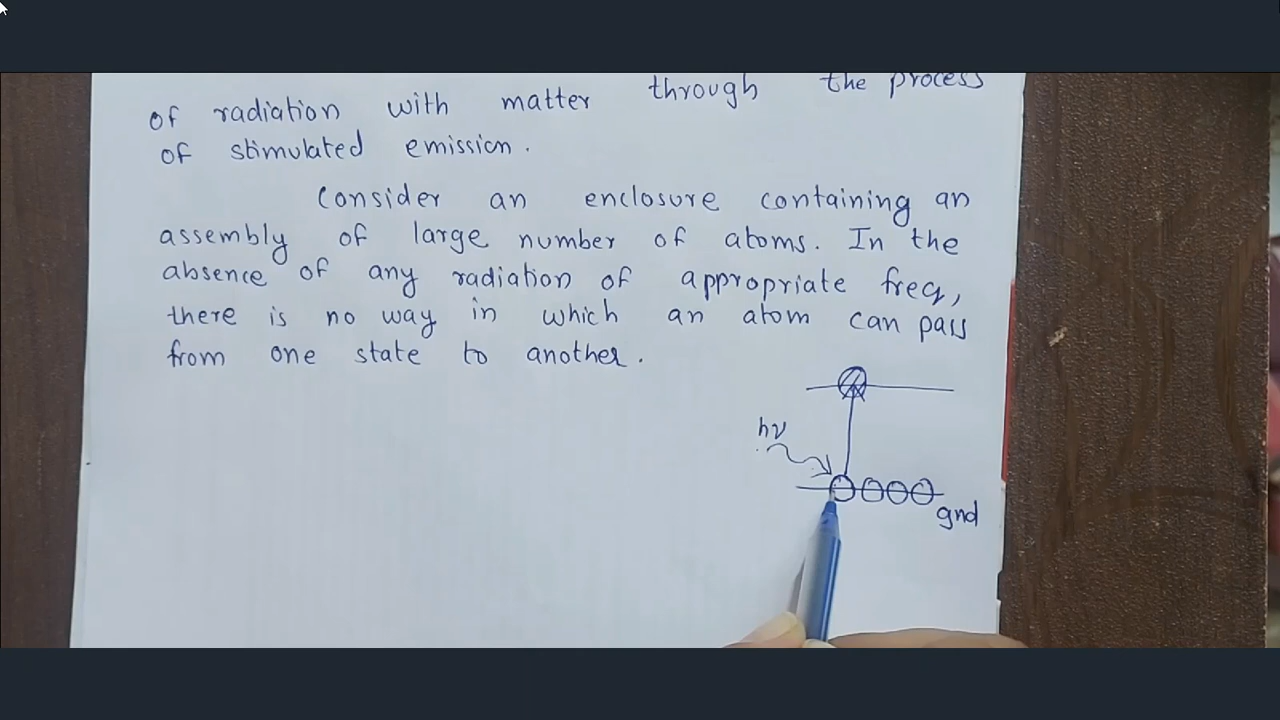 of radiation with matter through the process
of stimulated emission.
Consider an enclosure containing an
assembly of large number of atoms. In the
absence of any radiation of appropriate freq,
there is no way in which an atom can pass
from one state to another.
hν
gnd